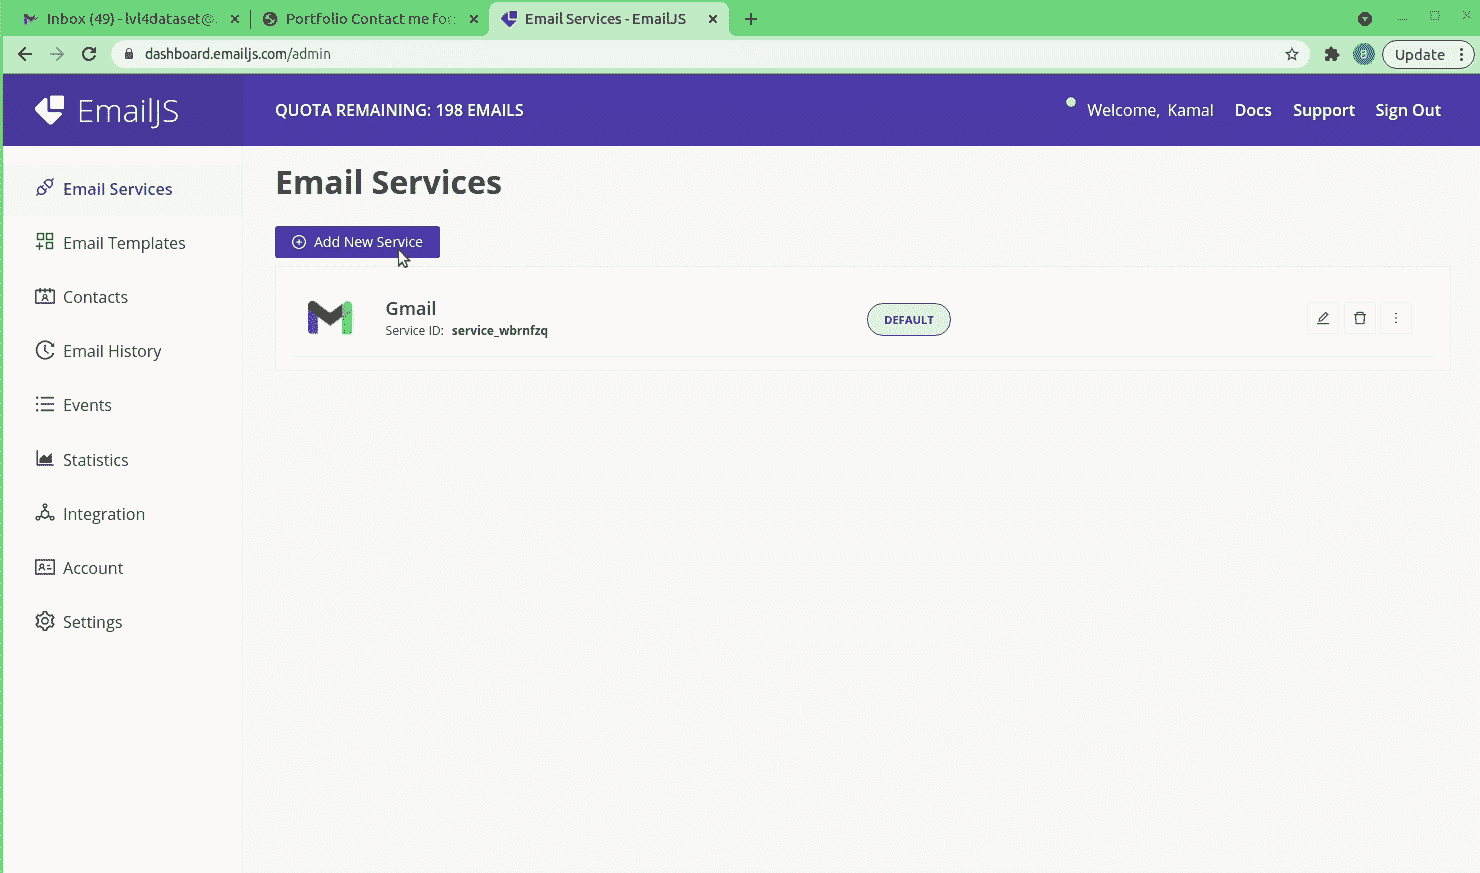 Inbox (49) - lvl4dataset@.
Portfolio Contact me for
Email Services - EmailJS
dashboard.emailjs.com/admin
Update
EmailJS
QUOTA REMAINING: 198 EMAILS
Welcome, Kamal
Docs
Support
Sign Out
Email Services
Email Templates
Contacts
Email History
Events
Statistics
Integration
Account
Settings
Email Services
Add New Service
Gmail
Service ID: service_wbrnfzq
DEFAULT